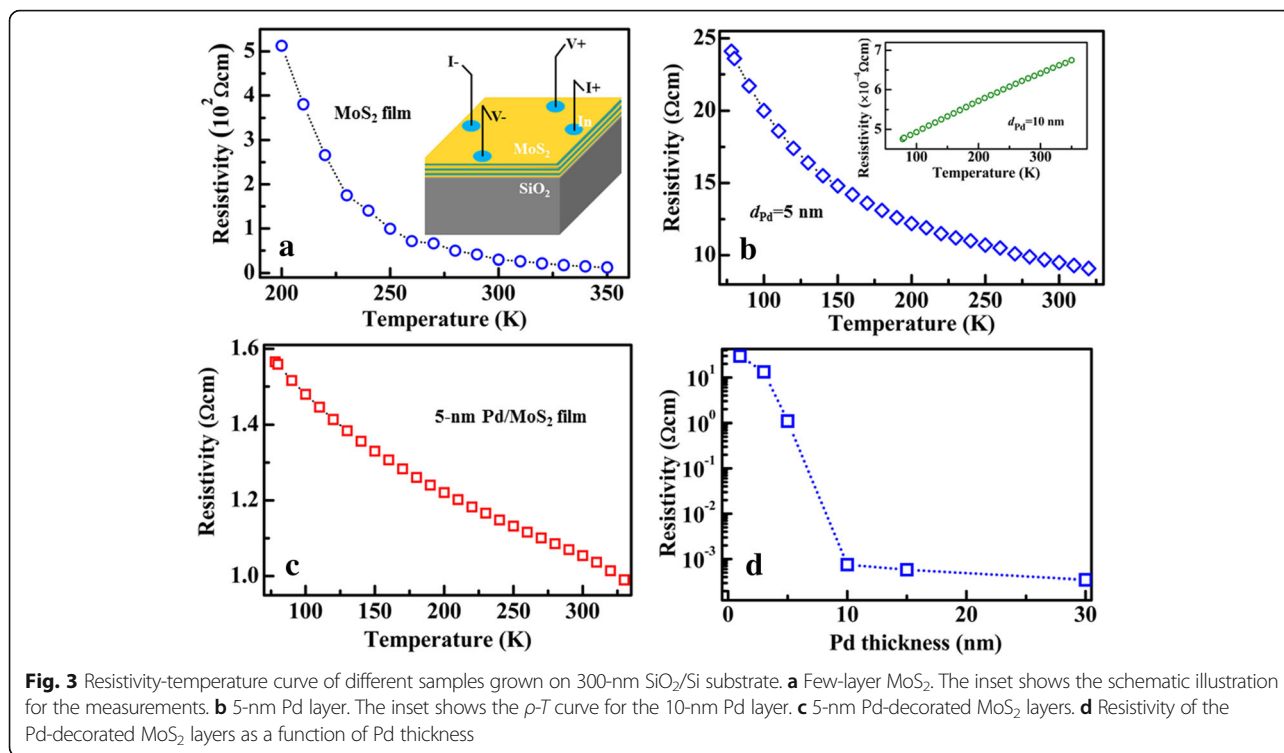 5
4
3
2
1
0
Resistivity (10²Ωcm)
MoS₂ film
I-
V+
I+
V-
In
MoS₂
SiO₂
a
200 250 300 350
Temperature (K)
25
20
15
10
Resistivity (Ωcm)
7
6
5
Resistivity (×10⁻⁴Ωcm)
d_Pd=10 nm
100 200 300
Temperature (K)
d_Pd=5 nm
b
100 150 200 250 300
Temperature (K)
1.6
1.4
1.2
1.0
Resistivity (Ωcm)
5-nm Pd/MoS₂ film
c
100 150 200 250 300
Temperature (K)
10¹
10⁰
10⁻¹
10⁻³
Resistivity (Ωcm)
d
0 10 20 30
Pd thickness (nm)
Fig. 3 Resistivity-temperature curve of different samples grown on 300-nm SiO₂/Si substrate. a Few-layer MoS₂. The inset shows the schematic illustration
for the measurements. b 5-nm Pd layer. The inset shows the ρ-T curve for the 10-nm Pd layer. c 5-nm Pd-decorated MoS₂ layers. d Resistivity of the
Pd-decorated MoS₂ layers as a function of Pd thickness